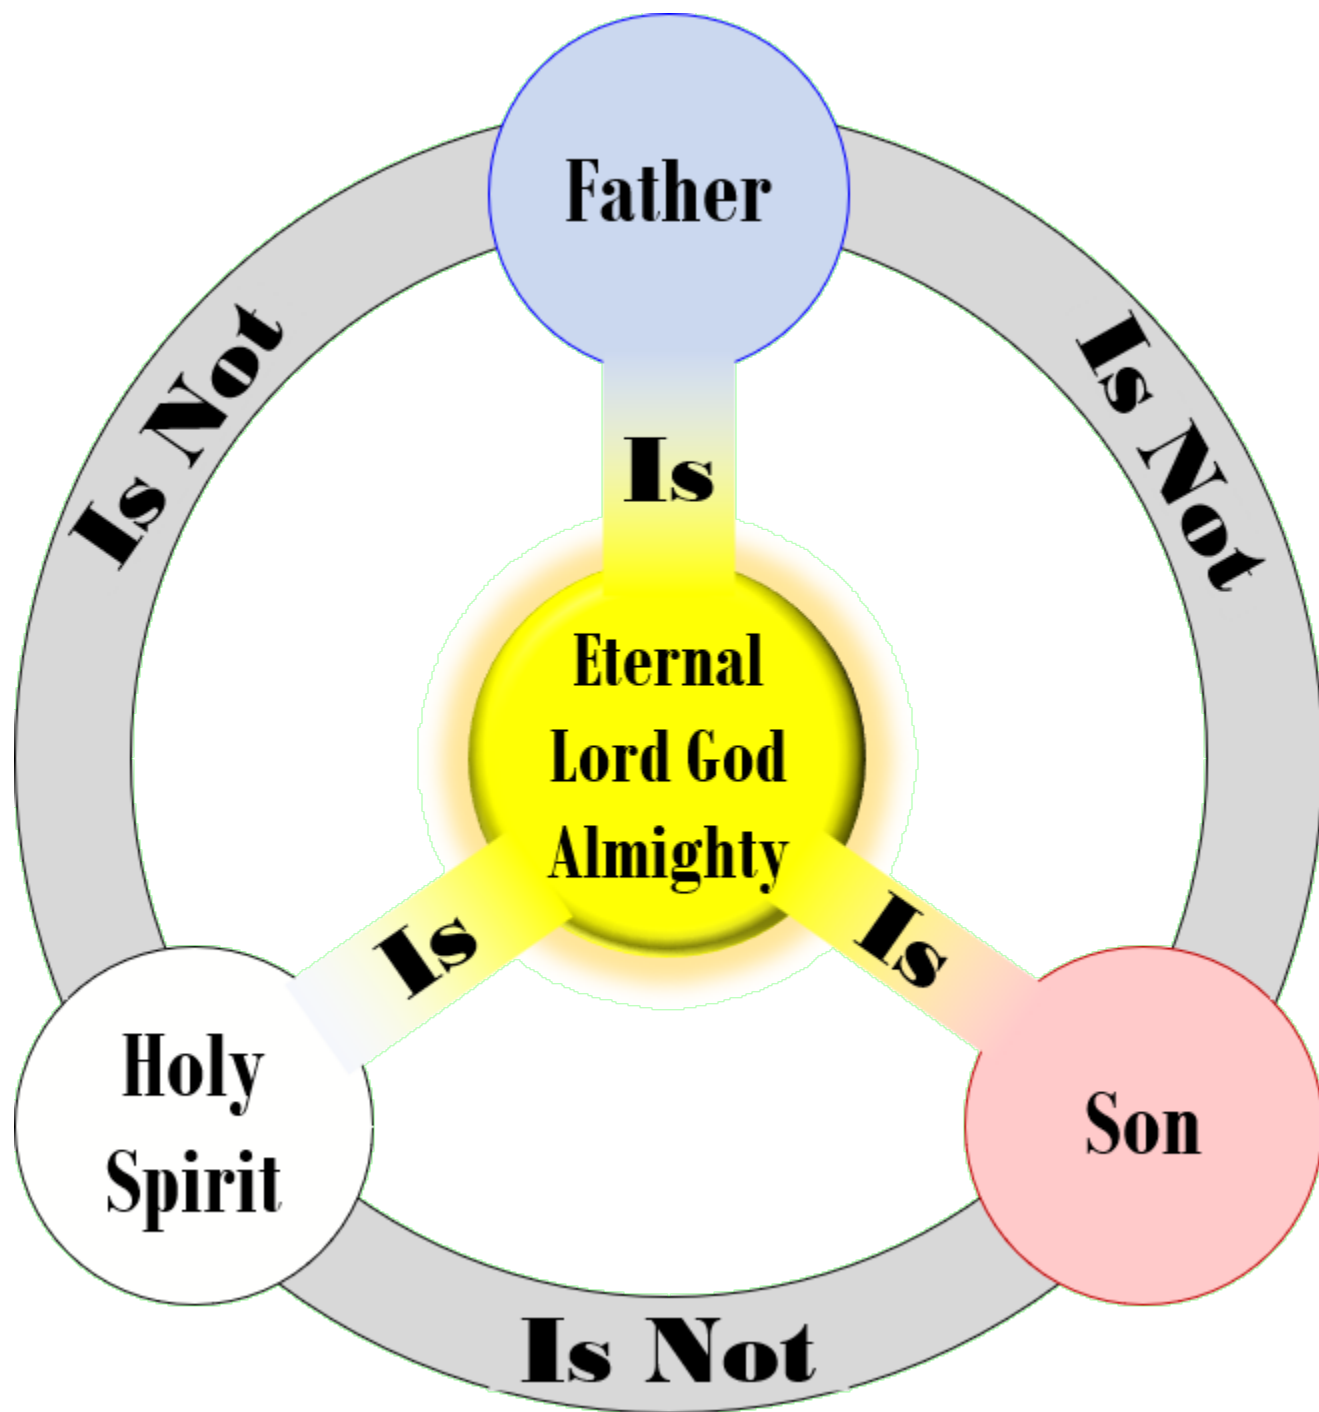 Father
Is Not
Is Not
Is
Eternal
Lord God
Almighty
Is
Is
Holy
Spirit
Son
Is Not